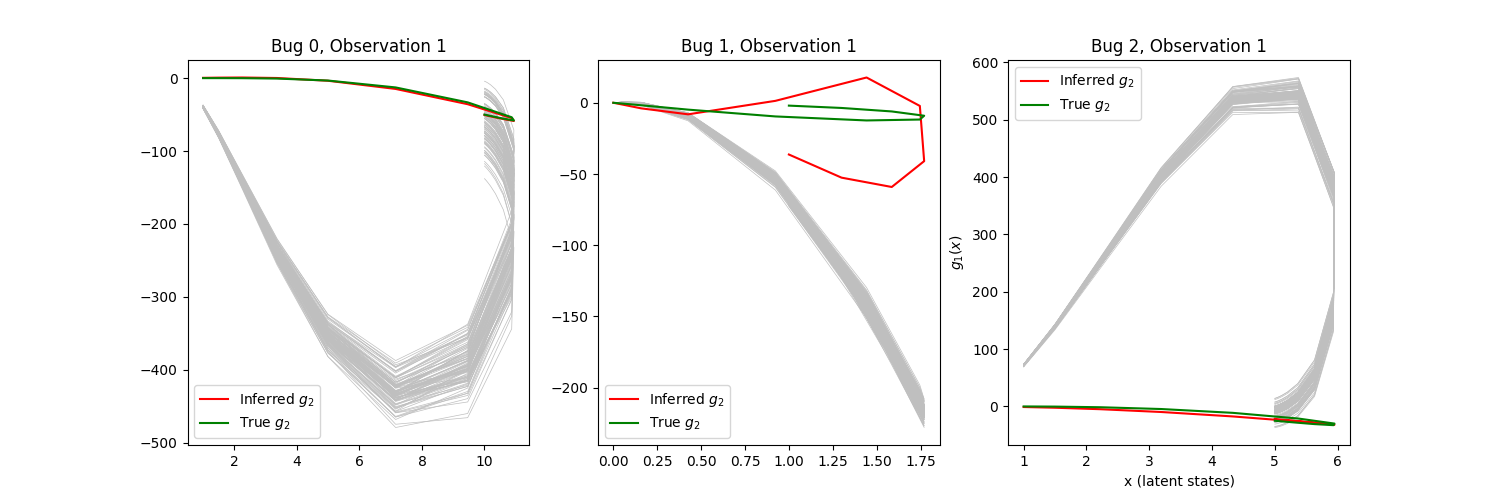 Bug 0, Observation 1
0
−100
−200
−300
−400
−500
2 4 6 8 10
Inferred g₂
True g₂
Bug 1, Observation 1
0
−50
−100
−150
−200
0.00 0.25 0.50 0.75 1.00 1.25 1.50 1.75
Inferred g₂
True g₂
Bug 2, Observation 1
600
500
400
300
200
100
0
g₁(x)
1 2 3 4 5 6
x (latent states)
Inferred g₂
True g₂